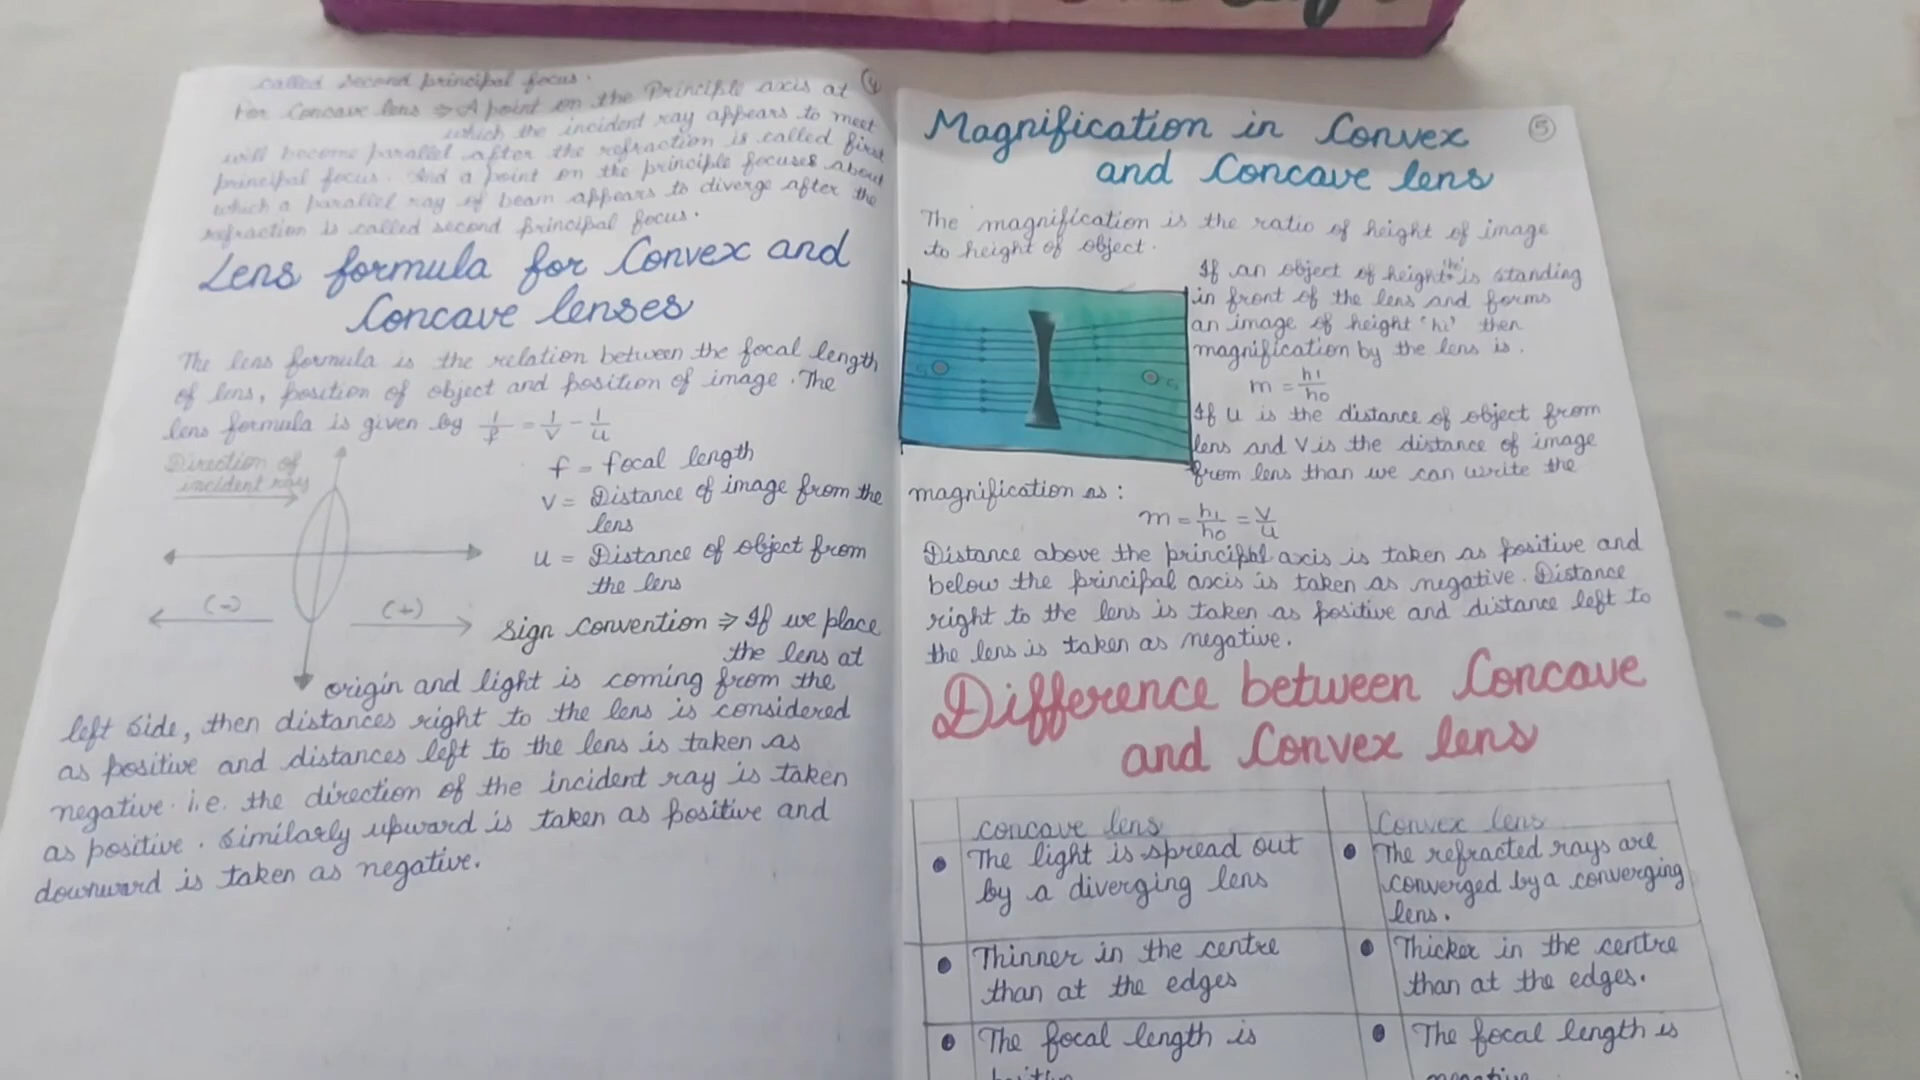 called second principal focus.
④
For Concave lens ⇒ A point on the Principle axis at
which the incident ray appears to meet
will become parallel after the refraction is called first
principal focus. And a point on the principle focuses about
which a parallel ray of beam appears to diverge after the
refraction is called second principal focus.
Lens formula for Convex and
Concave lenses
The lens formula is the relation between the focal length
of lens, position of object and position of image. The
lens formula is given by 1/f = 1/v - 1/u
Direction of
incident ray
f = focal length
v = Distance of image from the
lens
u = Distance of object from
the lens
(-)
(+)
Sign convention ⇒ If we place
the lens at
origin and light is coming from the
left side, then distances right to the lens is considered
as positive and distances left to the lens is taken as
negative. i.e. the direction of the incident ray is taken
as positive. Similarly upward is taken as positive and
downward is taken as negative.
⑤
Magnification in Convex
and Concave lens
The magnification is the ratio of height of image
to height of object.
If an object of height is standing
in front of the lens and forms
an image of height 'hi' then
magnification by the lens is.
m = hi/ho
If u is the distance of object from
lens and v is the distance of image
from lens than we can write the
magnification as :
m = hi/ho = v/u
Distance above the principal axis is taken as positive and
below the principal axis is taken as negative. Distance
right to the lens is taken as positive and distance left to
the lens is taken as negative.
Difference between Concave
and Convex lens
concave lens
Convex lens
The light is spread out
by a diverging lens
The refracted rays are
converged by a converging
lens.
Thinner in the centre
than at the edges
Thicker in the centre
than at the edges.
The focal length is
The focal length is